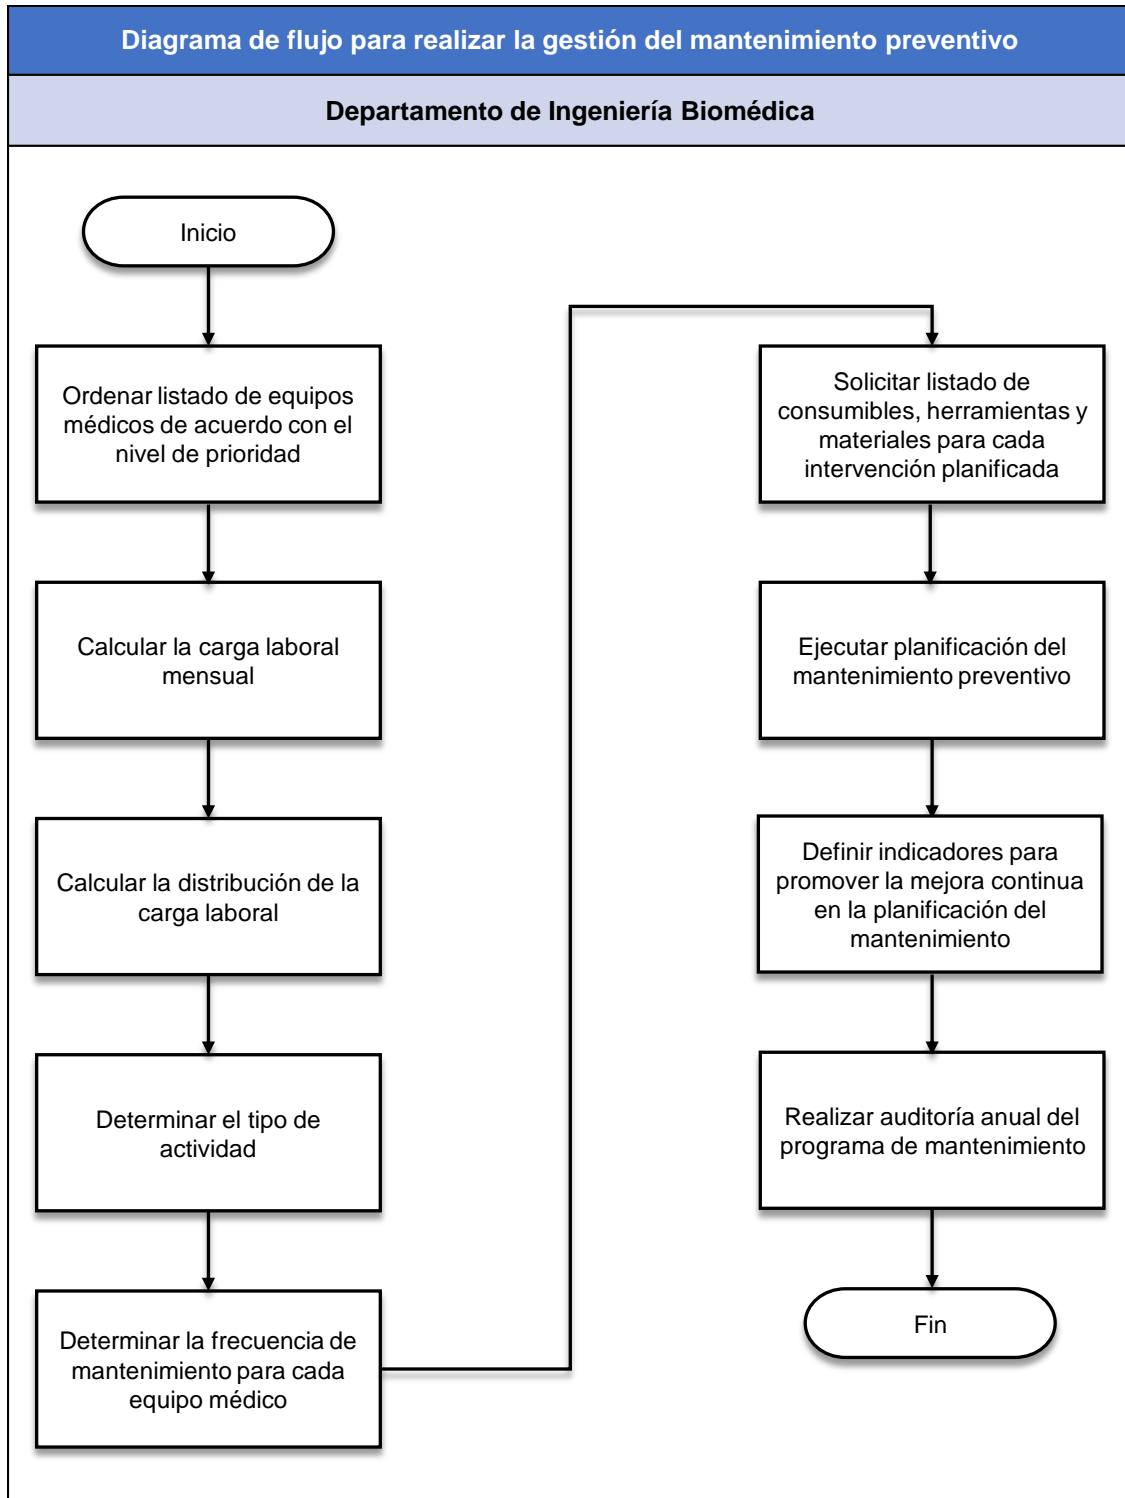 Diagrama de flujo para realizar la gestión del mantenimiento preventivo
Departamento de Ingeniería Biomédica
Inicio
Ordenar listado de equipos
médicos de acuerdo con el
nivel de prioridad
Calcular la carga laboral
mensual
Calcular la distribución de la
carga laboral
Determinar el tipo de
actividad
Determinar la frecuencia de
mantenimiento para cada
equipo médico
Solicitar listado de
consumibles, herramientas y
materiales para cada
intervención planificada
Ejecutar planificación del
mantenimiento preventivo
Definir indicadores para
promover la mejora continua
en la planificación del
mantenimiento
Realizar auditoría anual del
programa de mantenimiento
Fin